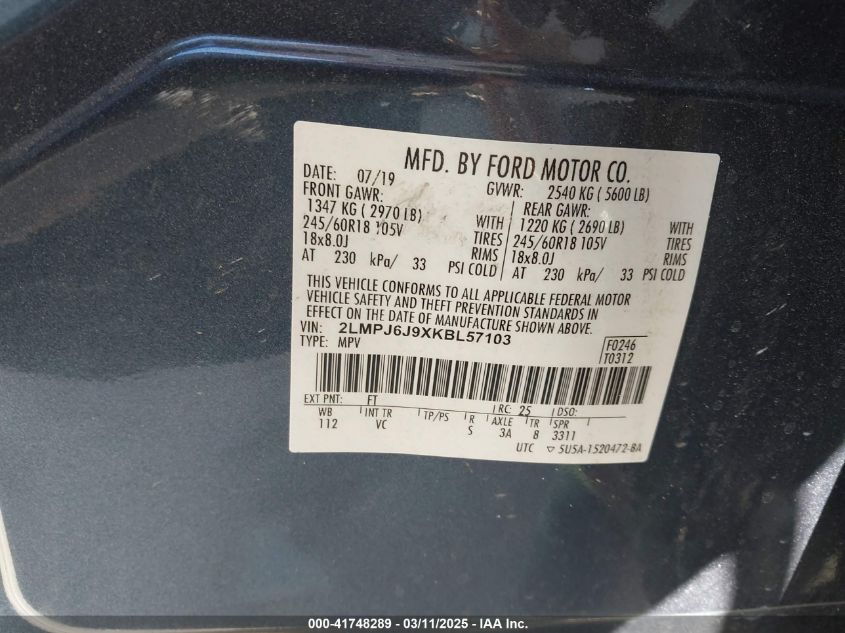 MFD. BY FORD MOTOR CO.
DATE: 07/19 GVWR: 2540 KG ( 5600 LB)
FRONT GAWR: REAR GAWR:
1347 KG ( 2970 LB) WITH 1220 KG ( 2690 LB) WITH
245/60R18 105V TIRES 245/60R18 105V TIRES
18x8.0J RIMS 18x8.0J RIMS
AT 230 kPa/ 33 PSI COLD AT 230 kPa/ 33 PSI COLD
THIS VEHICLE CONFORMS TO ALL APPLICABLE FEDERAL MOTOR
VEHICLE SAFETY AND THEFT PREVENTION STANDARDS IN
EFFECT ON THE DATE OF MANUFACTURE SHOWN ABOVE.
VIN: 2LMPJ6J9XKBL57103 F0246
TYPE: MPV T0312
EXT PNT: FT RC: 25 DSO:
WB INT TR TP/PS R AXLE TR SPR
112 VC S 3A 8 3311
UTC ▽ 5U5A-1520472-BA
000-41748289 - 03/11/2025 - IAA Inc.